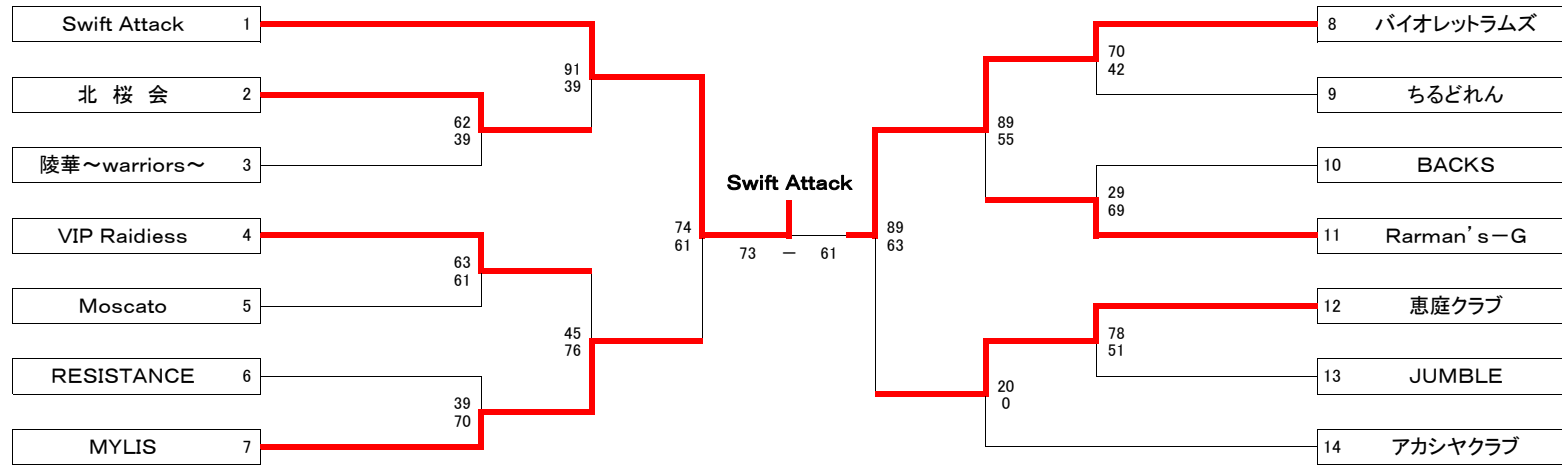 Swift Attack 1
北 桜 会 2
陵華～warriors～ 3
VIP Raidiess 4
Moscato 5
RESISTANCE 6
MYLIS 7
62
39
63
61
39
70
91
39
45
76
74
61
Swift Attack
73 － 61
89
63
89
55
20
0
70
42
29
69
78
51
8 バイオレットラムズ
9 ちるどれん
10 BACKS
11 Rarman's－G
12 恵庭クラブ
13 JUMBLE
14 アカシヤクラブ